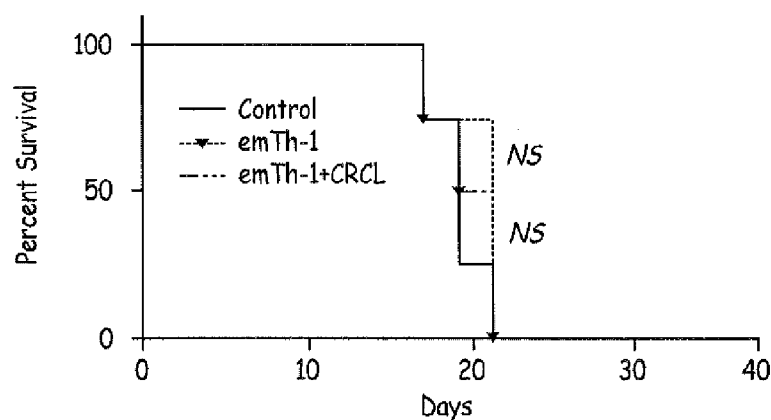 100
50
0
Percent Survival
Control
emTh-1
emTh-1+CRCL
NS
NS
0 10 20 30 40
Days